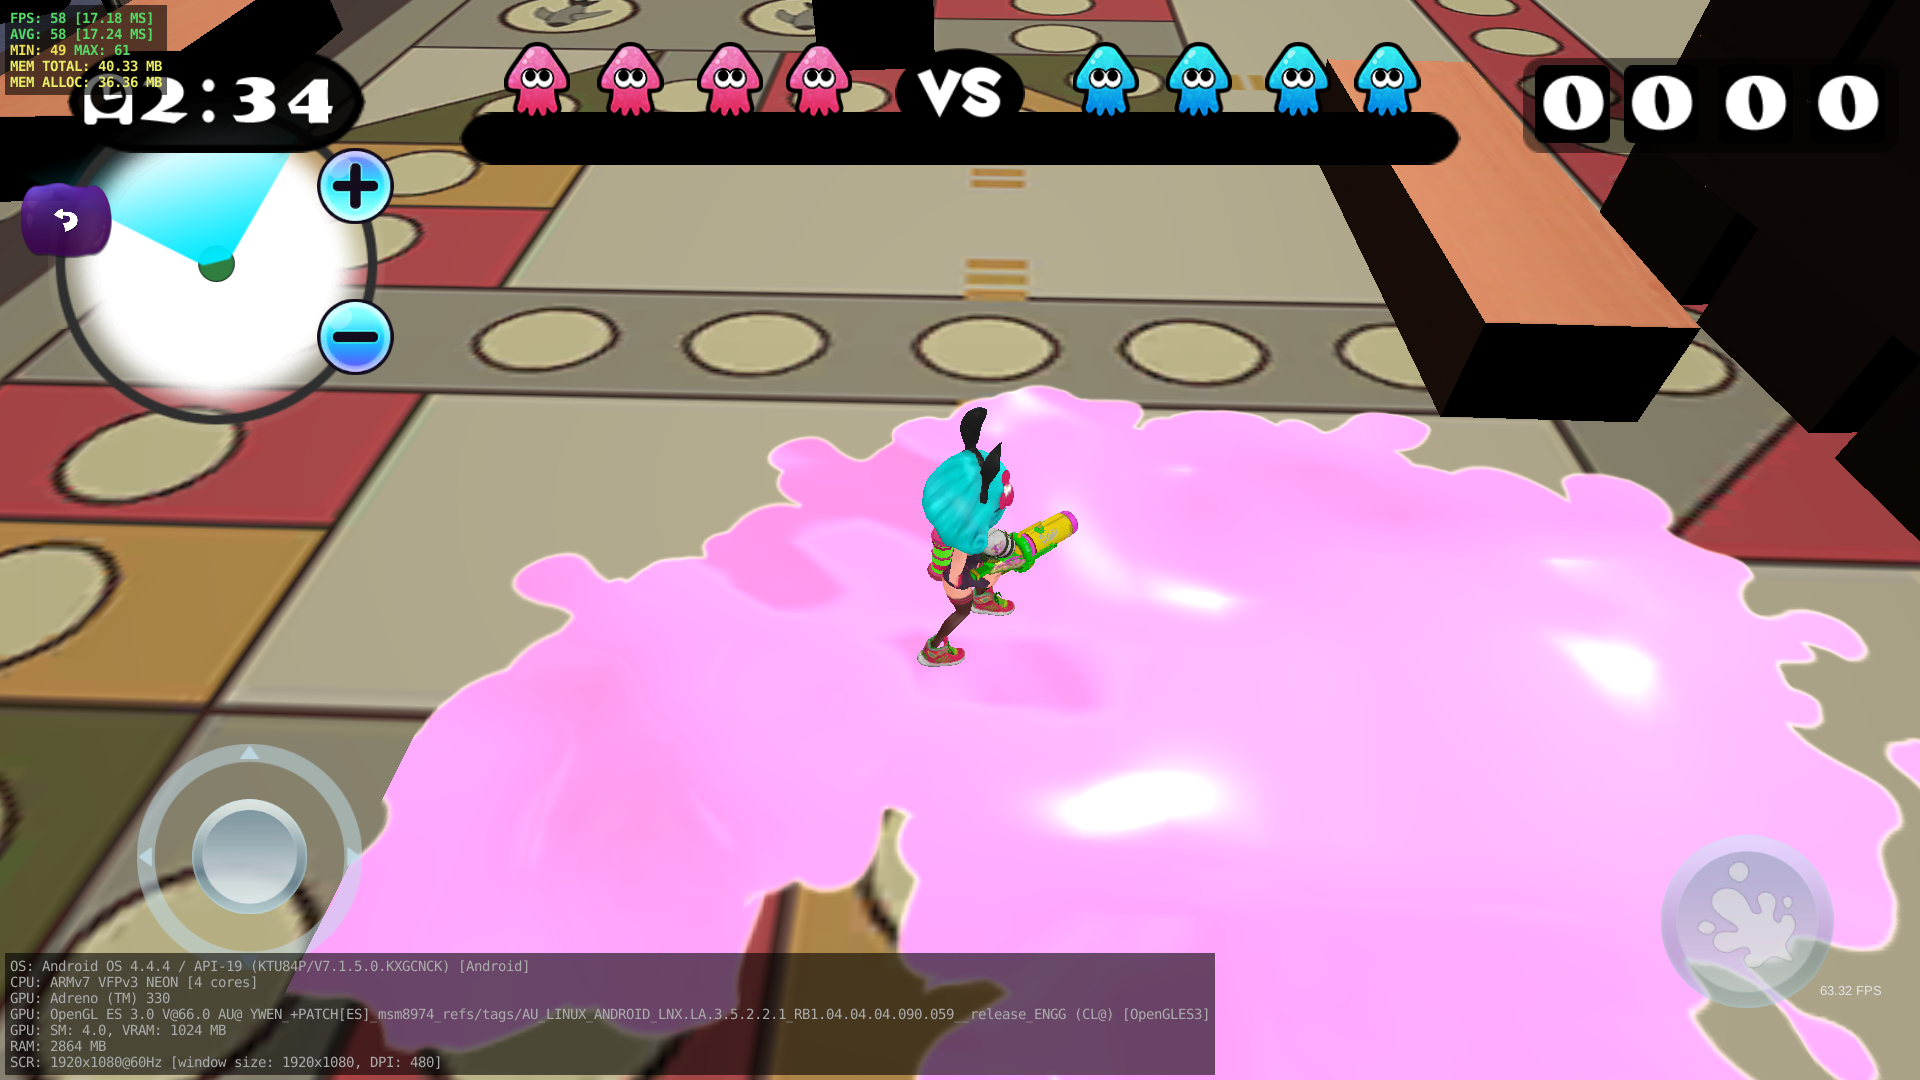 FPS: 58 [17.18 MS]
AVG: 58 [17.24 MS]
MIN: 49 MAX: 61
MEM TOTAL: 40.33 MB
MEM ALLOC: 36.36 MB
2:34
VS
0 0 0 0
OS: Android OS 4.4.4 / API-19 (KTU84P/V7.1.5.0.KXGCNCK) [Android]
CPU: ARMv7 VFPv3 NEON [4 cores]
GPU: Adreno (TM) 330
GPU: OpenGL ES 3.0 V@66.0 AU@ YWEN_+PATCH[ES]_msm8974_refs/tags/AU_LINUX_ANDROID_LNX.LA.3.5.2.2.1_RB1.04.04.04.090.059__release_ENGG (CL@) [OpenGLES3]
GPU: SM: 4.0, VRAM: 1024 MB
RAM: 2864 MB
SCR: 1920x1080@60Hz [window size: 1920x1080, DPI: 480]
63.32 FPS